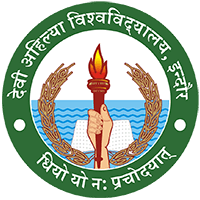 देवी अहिल्या विश्वविद्यालय, इन्दौर
धियो यो नः प्रचोदयात्